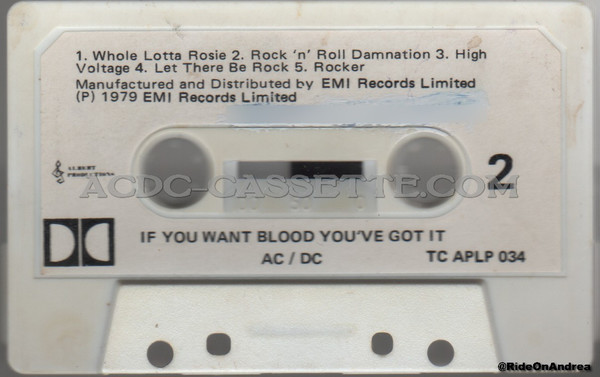 1. Whole Lotta Rosie 2. Rock 'n' Roll Damnation 3. High
Voltage 4. Let There Be Rock 5. Rocker
Manufactured and Distributed by EMI Records Limited
(P) 1979 EMI Records Limited
ALBERT
PRODUCTIONS
ACDC-CASSETTE.COM
2
IF YOU WANT BLOOD YOU'VE GOT IT
AC / DC
TC APLP 034
@RideOnAndrea